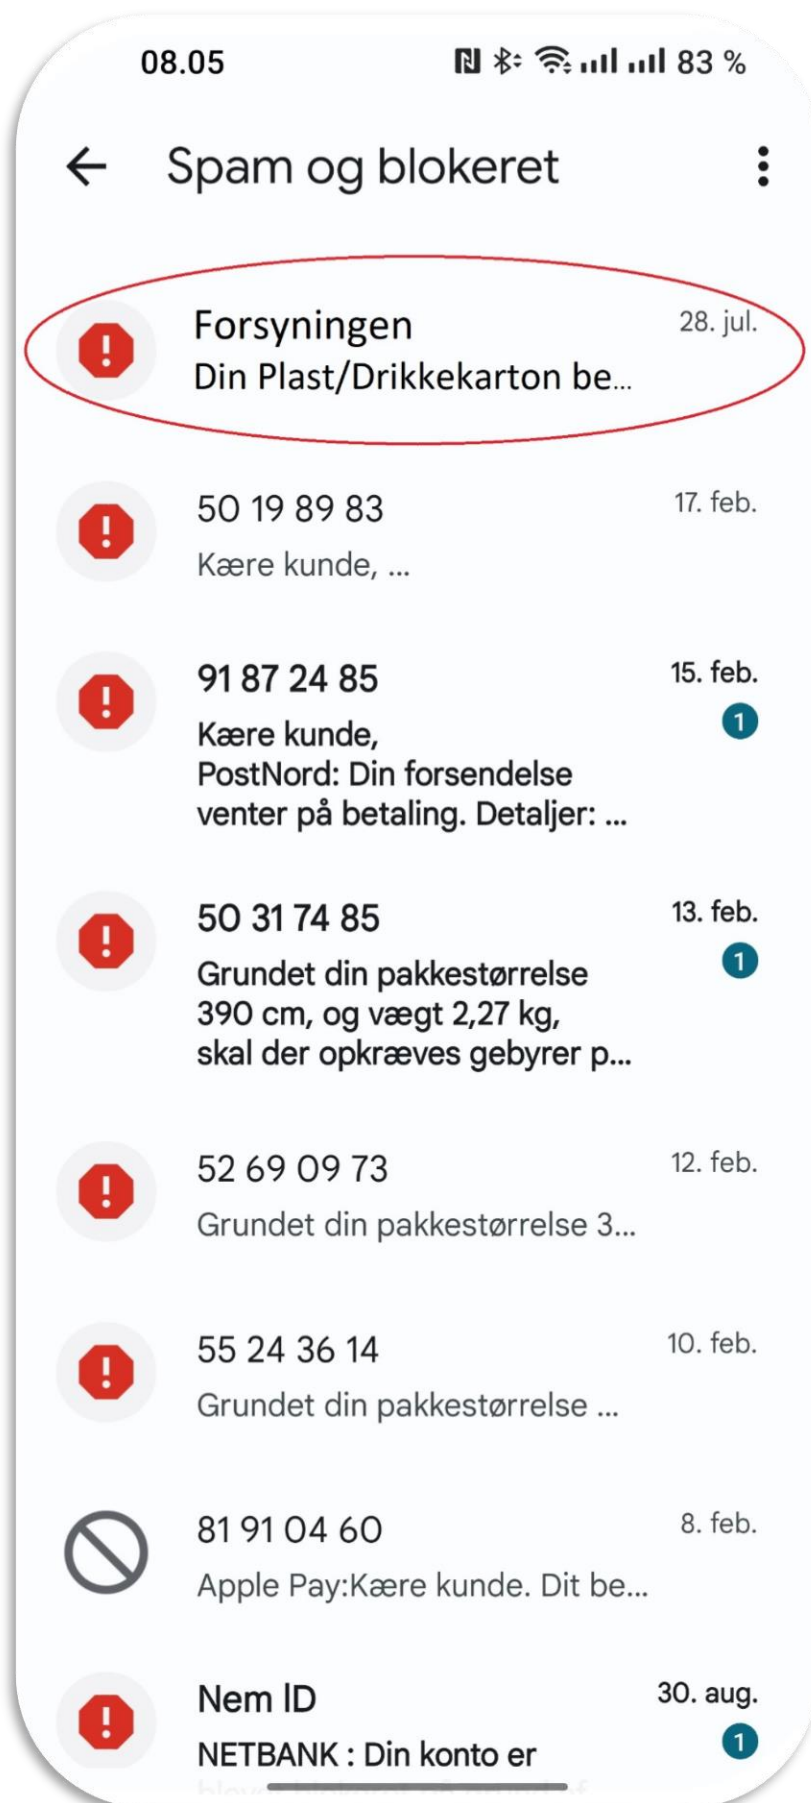 08.05
83 %
Spam og blokeret
Forsyningen
28. jul.
Din Plast/Drikkekarton be...
50 19 89 83
17. feb.
Kære kunde, ...
91 87 24 85
15. feb.
1
Kære kunde,
PostNord: Din forsendelse
venter på betaling. Detaljer: ...
50 31 74 85
13. feb.
1
Grundet din pakkestørrelse
390 cm, og vægt 2,27 kg,
skal der opkræves gebyrer p...
52 69 09 73
12. feb.
Grundet din pakkestørrelse 3...
55 24 36 14
10. feb.
Grundet din pakkestørrelse ...
81 91 04 60
8. feb.
Apple Pay:Kære kunde. Dit be...
Nem ID
30. aug.
1
NETBANK : Din konto er